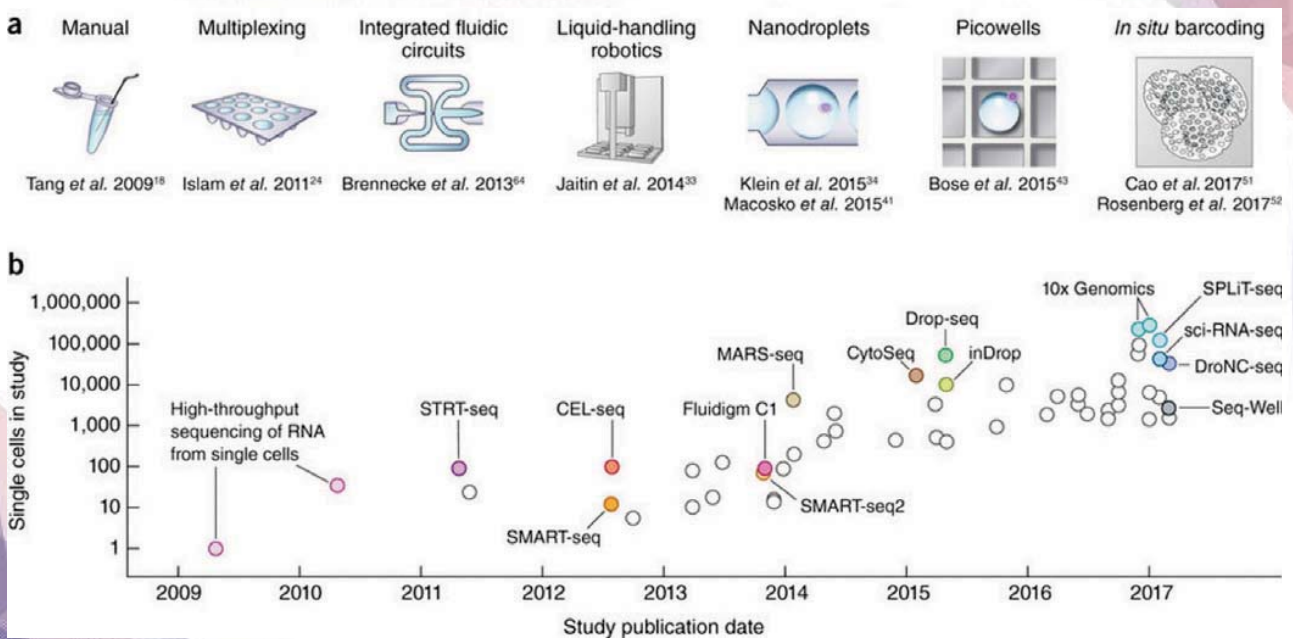 a
Manual
Multiplexing
Integrated fluidic
circuits
Liquid-handling
robotics
Nanodroplets
Picowells
In situ barcoding
Tang et al. 2009¹⁸
Islam et al. 2011²⁴
Brennecke et al. 2013⁶⁴
Jaitin et al. 2014³³
Klein et al. 2015³⁴
Macosko et al. 2015⁴¹
Bose et al. 2015⁴³
Cao et al. 2017⁵¹
Rosenberg et al. 2017⁵²
b
Single cells in study
1,000,000
100,000
10,000
1,000
100
10
1
High-throughput
sequencing of RNA
from single cells
STRT-seq
CEL-seq
SMART-seq
Fluidigm C1
SMART-seq2
MARS-seq
CytoSeq
Drop-seq
inDrop
10x Genomics
SPLiT-seq
sci-RNA-seq
DroNC-seq
Seq-Well
2009
2010
2011
2012
2013
2014
2015
2016
2017
Study publication date